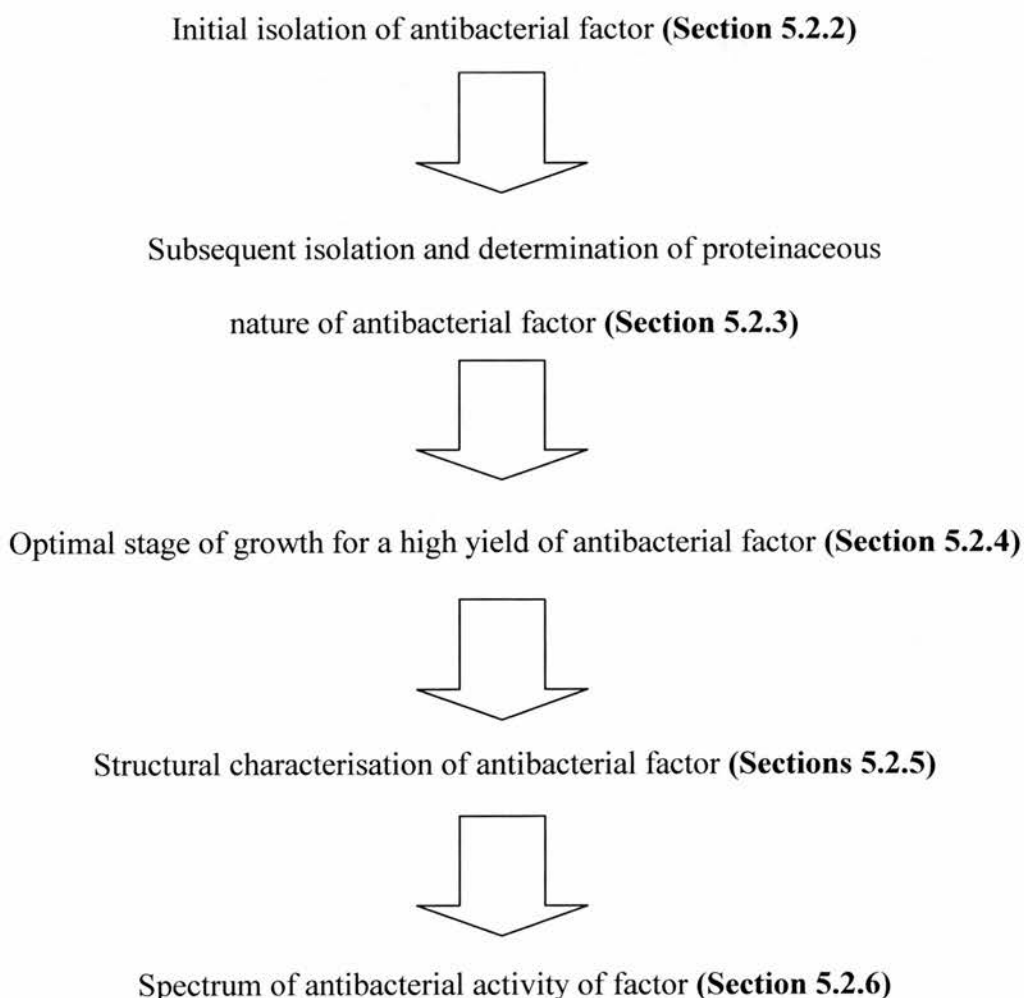 Initial isolation of antibacterial factor (Section 5.2.2)
Subsequent isolation and determination of proteinaceous
nature of antibacterial factor (Section 5.2.3)
Optimal stage of growth for a high yield of antibacterial factor (Section 5.2.4)
Structural characterisation of antibacterial factor (Sections 5.2.5)
Spectrum of antibacterial activity of factor (Section 5.2.6)